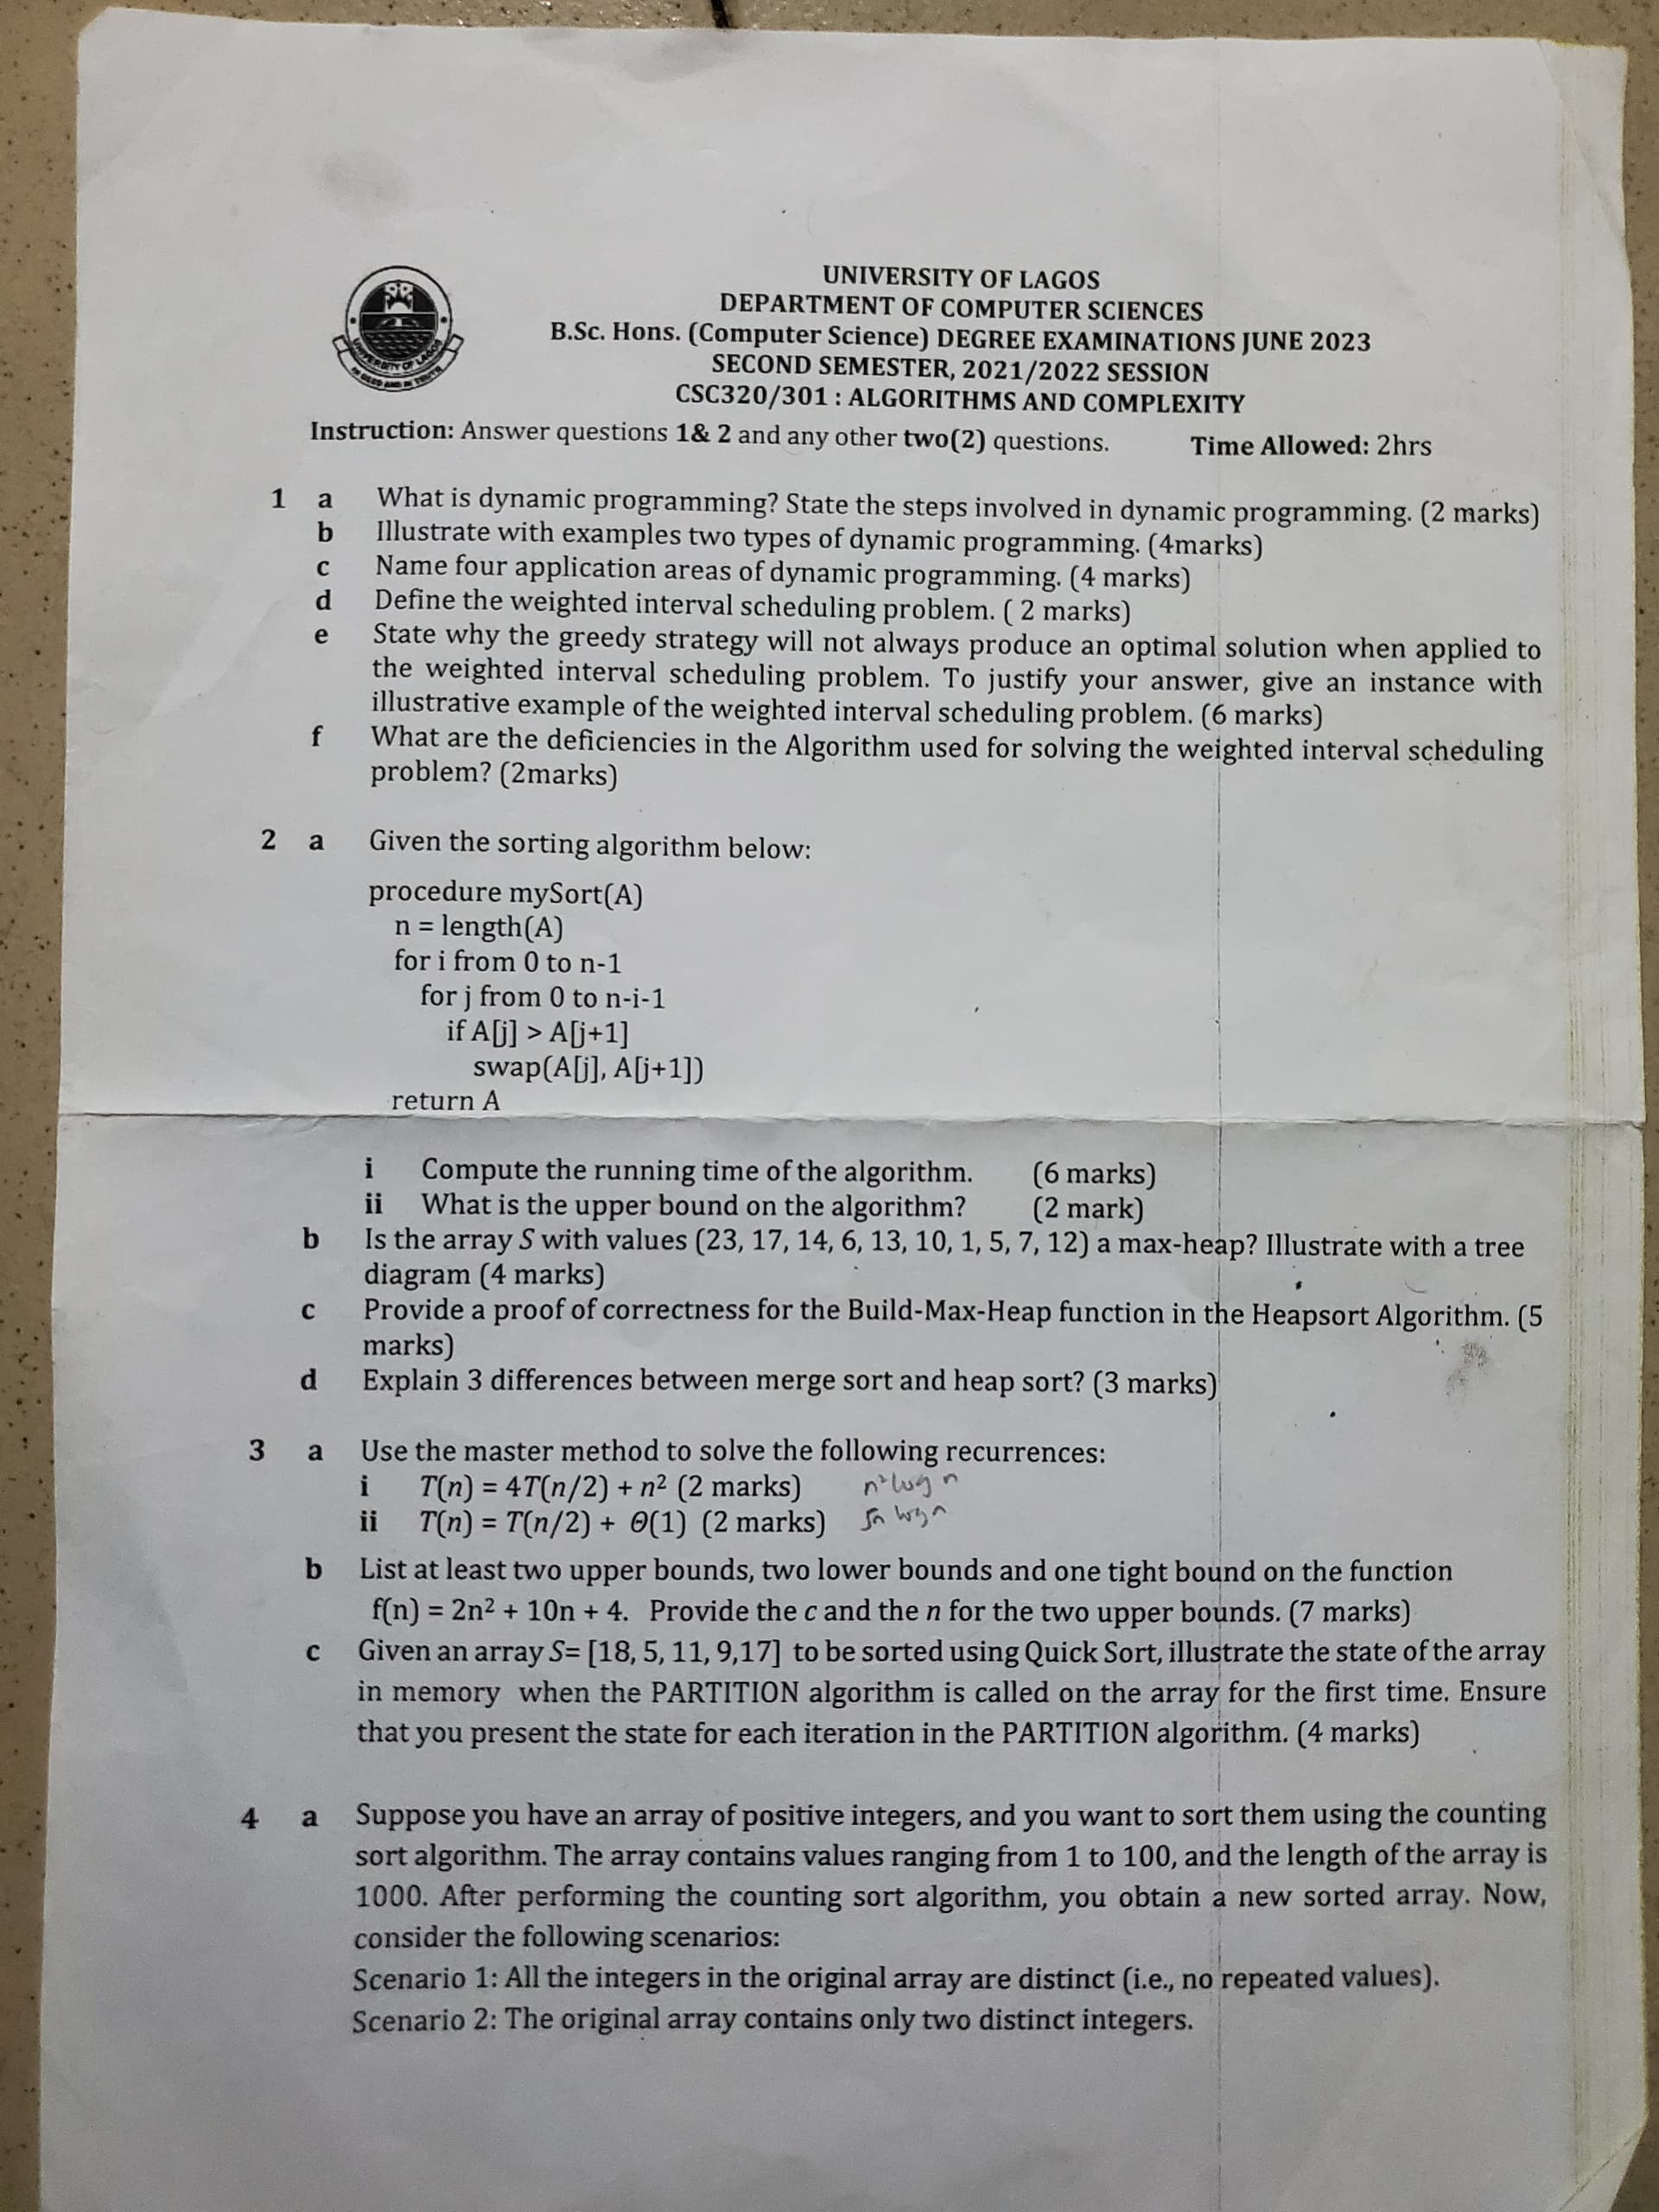 UNIVERSITY OF LAGOS
DEPARTMENT OF COMPUTER SCIENCES
B.Sc. Hons. (Computer Science) DEGREE EXAMINATIONS JUNE 2023
SECOND SEMESTER, 2021/2022 SESSION
CSC320/301 : ALGORITHMS AND COMPLEXITY
UNIVERSITY OF LAGOS
IN DEED AND IN TRUTH
Instruction: Answer questions 1& 2 and any other two(2) questions. Time Allowed: 2hrs
1 a What is dynamic programming? State the steps involved in dynamic programming. (2 marks)
b Illustrate with examples two types of dynamic programming. (4marks)
c Name four application areas of dynamic programming. (4 marks)
d Define the weighted interval scheduling problem. ( 2 marks)
e State why the greedy strategy will not always produce an optimal solution when applied to
the weighted interval scheduling problem. To justify your answer, give an instance with
illustrative example of the weighted interval scheduling problem. (6 marks)
f What are the deficiencies in the Algorithm used for solving the weighted interval scheduling
problem? (2marks)
2 a Given the sorting algorithm below:
procedure mySort(A)
n = length(A)
for i from 0 to n-1
for j from 0 to n-i-1
if A[j] > A[j+1]
swap(A[j], A[j+1])
return A
i Compute the running time of the algorithm. (6 marks)
ii What is the upper bound on the algorithm? (2 mark)
b Is the array S with values (23, 17, 14, 6, 13, 10, 1, 5, 7, 12) a max-heap? Illustrate with a tree
diagram (4 marks)
c Provide a proof of correctness for the Build-Max-Heap function in the Heapsort Algorithm. (5
marks)
d Explain 3 differences between merge sort and heap sort? (3 marks)
3 a Use the master method to solve the following recurrences:
i T(n) = 4T(n/2) + n² (2 marks) n² log n
ii T(n) = T(n/2) + Θ(1) (2 marks) √n log n
b List at least two upper bounds, two lower bounds and one tight bound on the function
f(n) = 2n² + 10n + 4. Provide the c and the n for the two upper bounds. (7 marks)
c Given an array S= [18, 5, 11, 9,17] to be sorted using Quick Sort, illustrate the state of the array
in memory when the PARTITION algorithm is called on the array for the first time. Ensure
that you present the state for each iteration in the PARTITION algorithm. (4 marks)
4 a Suppose you have an array of positive integers, and you want to sort them using the counting
sort algorithm. The array contains values ranging from 1 to 100, and the length of the array is
1000. After performing the counting sort algorithm, you obtain a new sorted array. Now,
consider the following scenarios:
Scenario 1: All the integers in the original array are distinct (i.e., no repeated values).
Scenario 2: The original array contains only two distinct integers.